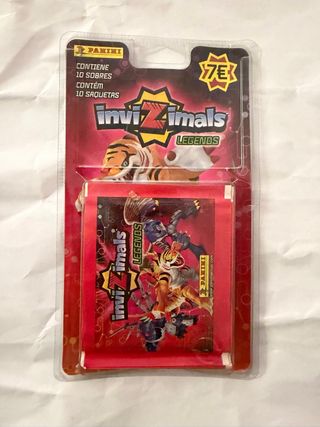 PANINI
CONTIENE
10 SOBRES
CONTÉM
10 SAQUETAS
7€
inviZimals
LEGENDS
inviZimals
LEGENDS
PANINI